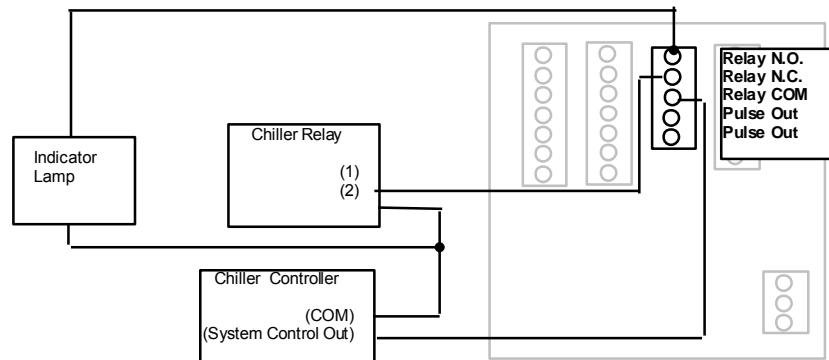 Relay N.O.
Relay N.C.
Relay COM
Pulse Out
Pulse Out
Chiller Relay
(1)
(2)
Indicator
Lamp
Chiller Controller
(COM)
(System Control Out)